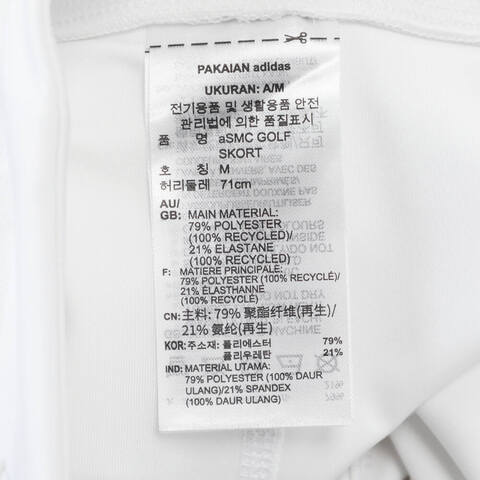 PAKAIAN adidas
UKURAN: A/M
전기용품 및 생활용품 안전
관리법에 의한 품질표시
품 명 aSMC GOLF
SKORT
호 칭 M
허리둘레 71cm
AU/
GB: MAIN MATERIAL:
79% POLYESTER
(100% RECYCLED)/
21% ELASTANE
(100% RECYCLED)
F: MATIERE PRINCIPALE:
79% POLYESTER (100% RECYCLÉ)/
21% ÉLASTHANNE
(100% RECYCLÉ)
CN: 主料: 79% 聚酯纤维(再生)/
21% 氨纶(再生)
KOR: 주소재: 폴리에스터 79%
폴리우레탄 21%
IND: MATERIAL UTAMA:
79% POLYESTER (100% DAUR
ULANG)/21% SPANDEX
(100% DAUR ULANG)